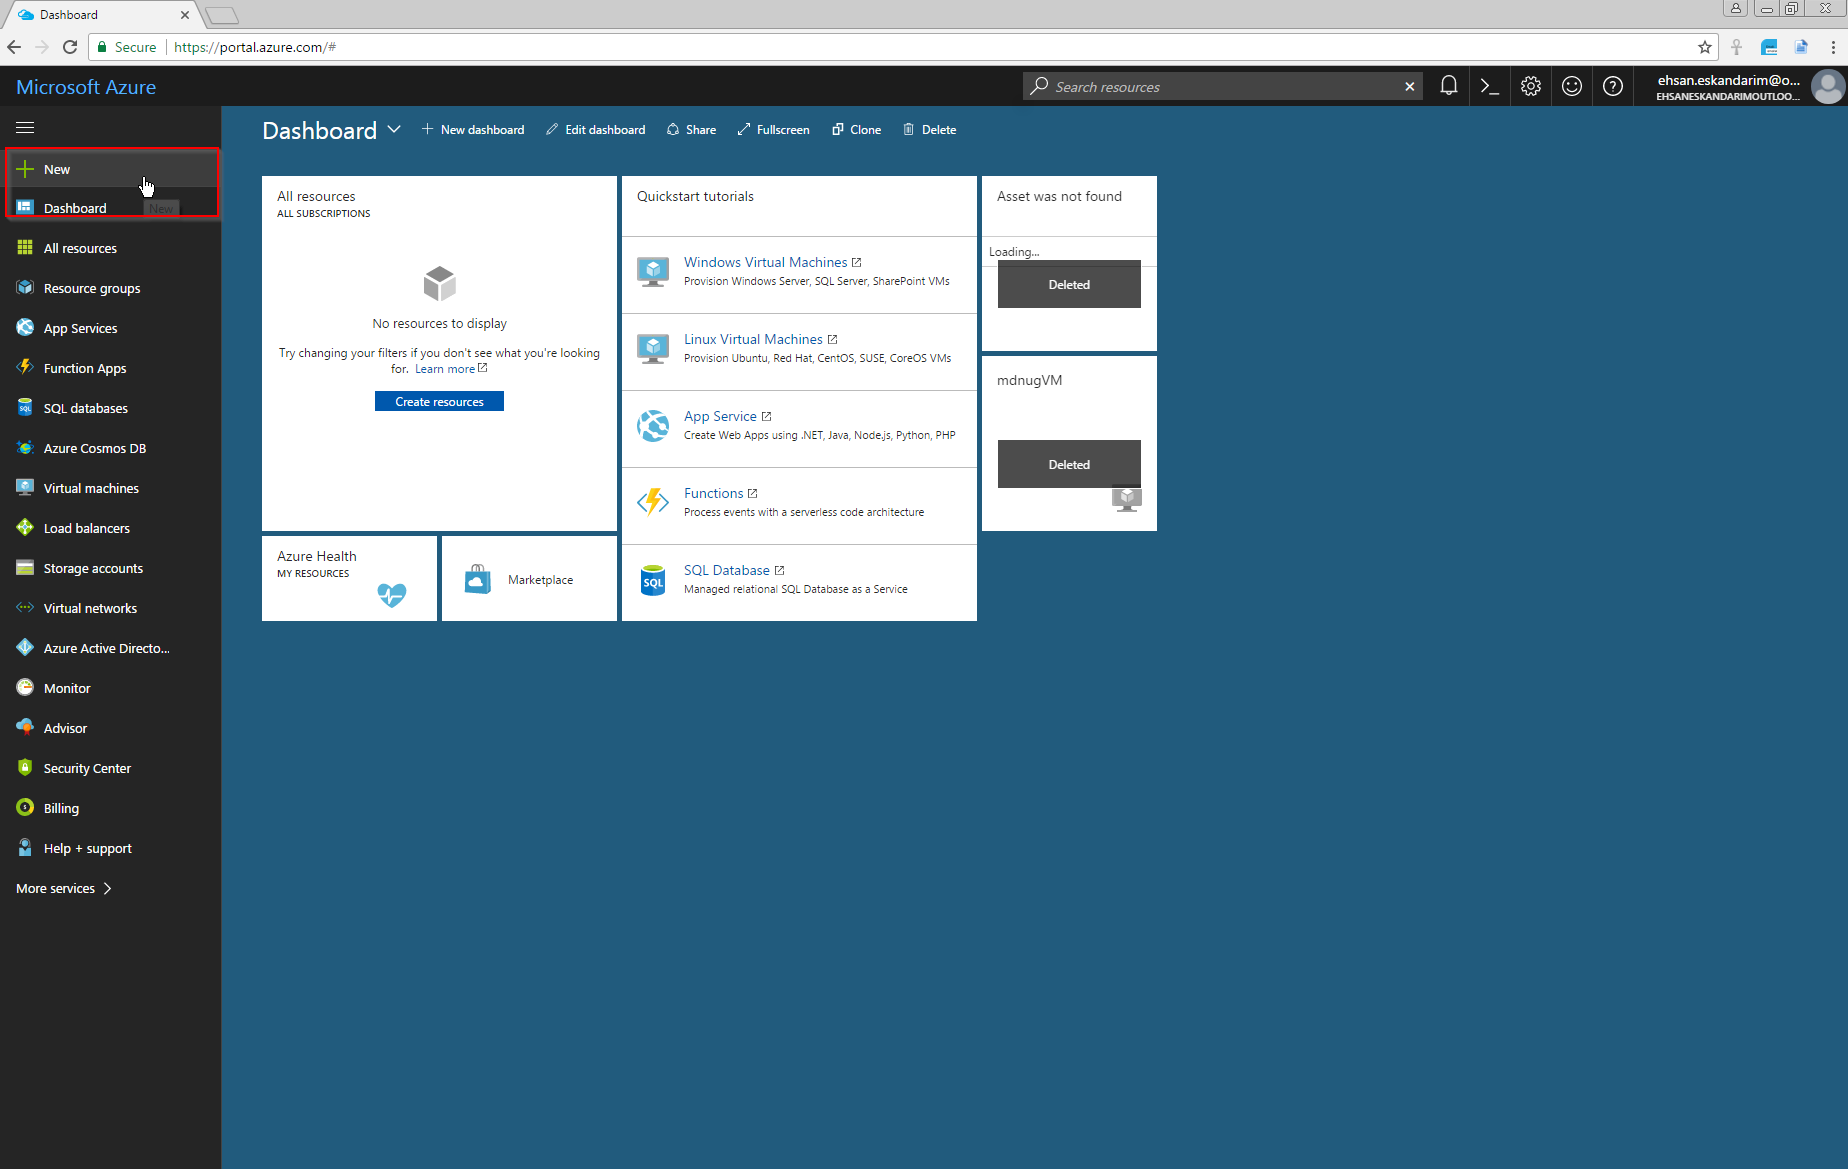 Dashboard
Secure
https://portal.azure.com/#
Microsoft Azure
Search resources
ehsan.eskandarim@o...
EHSANESKANDARIMOUTLOO...
New
Dashboard
New
All resources
Resource groups
App Services
Function Apps
SQL databases
Azure Cosmos DB
Virtual machines
Load balancers
Storage accounts
Virtual networks
Azure Active Directo...
Monitor
Advisor
Security Center
Billing
Help + support
More services
Dashboard
New dashboard
Edit dashboard
Share
Fullscreen
Clone
Delete
All resources
ALL SUBSCRIPTIONS
No resources to display
Try changing your filters if you don't see what you're looking
for. Learn more
Create resources
Azure Health
MY RESOURCES
Marketplace
Quickstart tutorials
Windows Virtual Machines
Provision Windows Server, SQL Server, SharePoint VMs
Linux Virtual Machines
Provision Ubuntu, Red Hat, CentOS, SUSE, CoreOS VMs
App Service
Create Web Apps using .NET, Java, Node.js, Python, PHP
Functions
Process events with a serverless code architecture
SQL
SQL Database
Managed relational SQL Database as a Service
Asset was not found
Loading...
Deleted
mdnugVM
Deleted